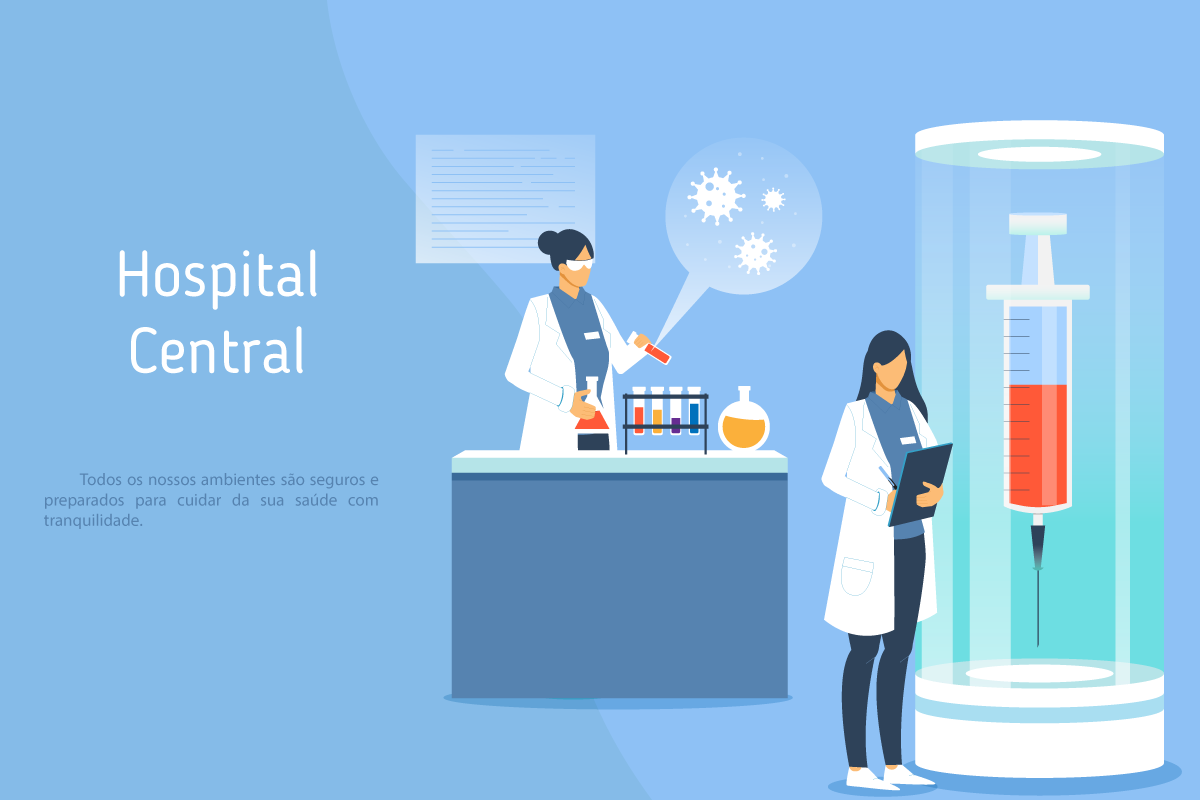 Hospital
Central
Todos os nossos ambientes são seguros e
preparados para cuidar da sua saúde com
tranquilidade.